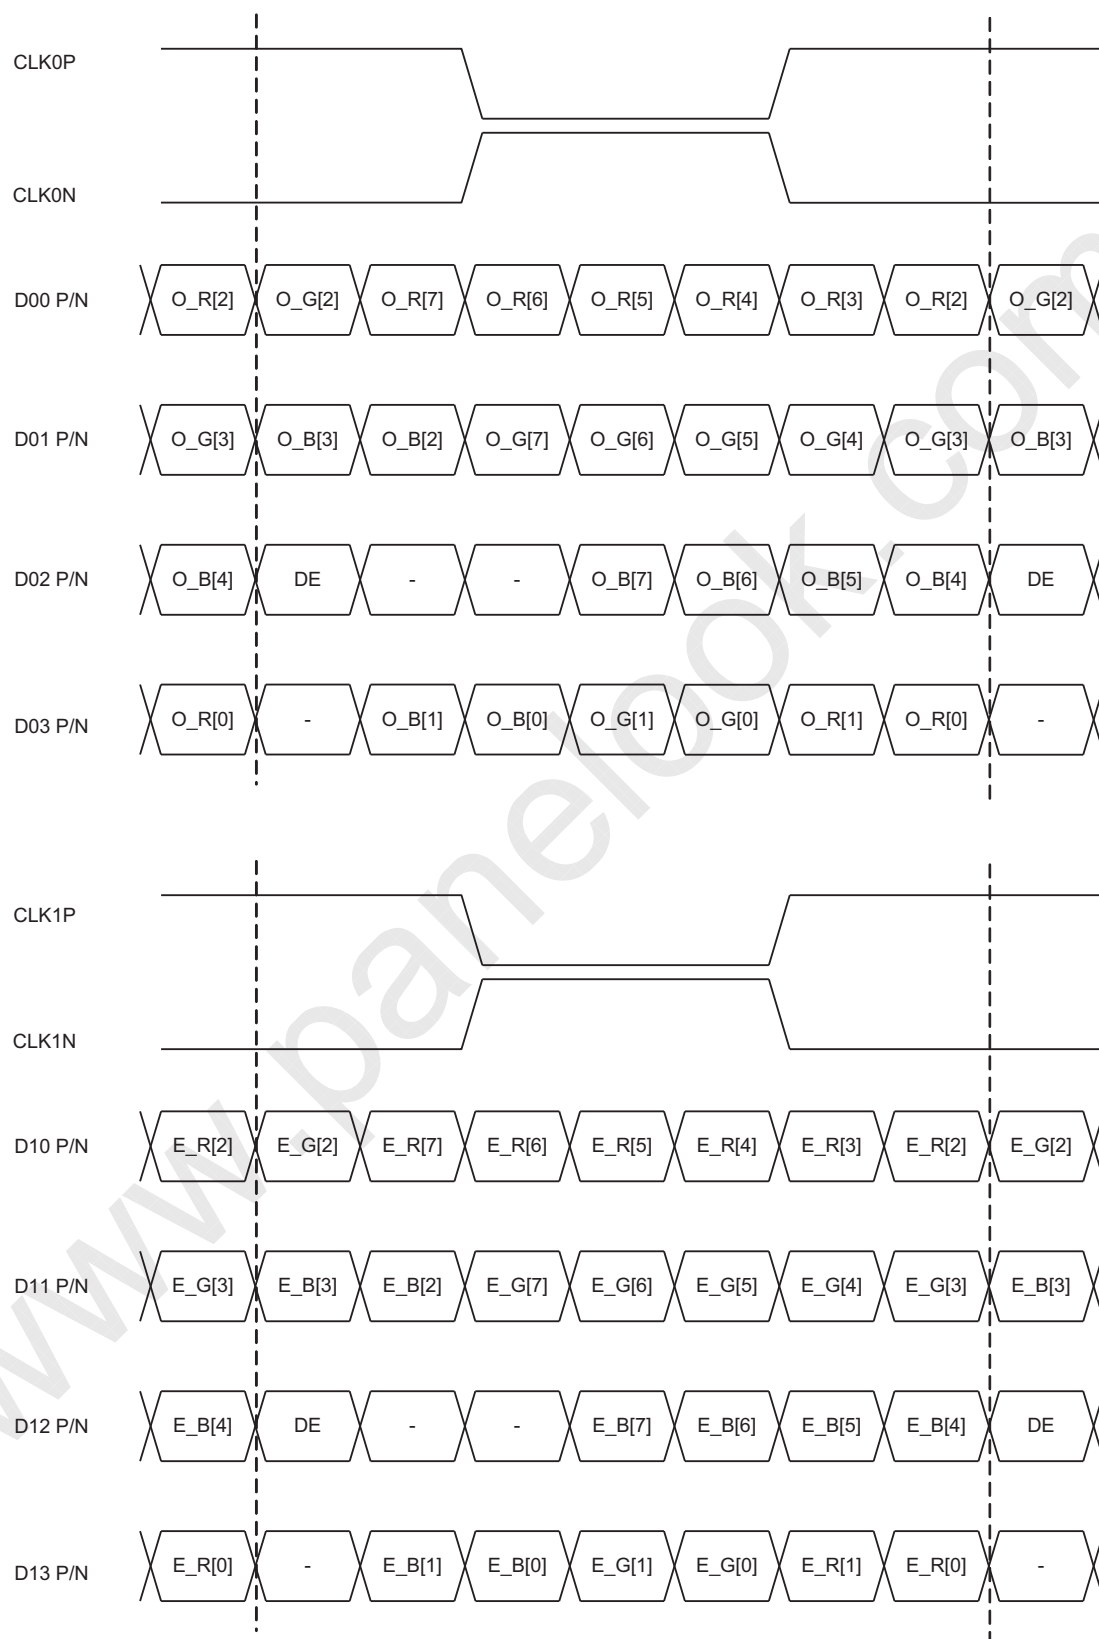 CLK0P
CLK0N
D00 P/N O_R[2] O_G[2] O_R[7] O_R[6] O_R[5] O_R[4] O_R[3] O_R[2] O_G[2]
D01 P/N O_G[3] O_B[3] O_B[2] O_G[7] O_G[6] O_G[5] O_G[4] O_G[3] O_B[3]
D02 P/N O_B[4] DE - - O_B[7] O_B[6] O_B[5] O_B[4] DE
D03 P/N O_R[0] - O_B[1] O_B[0] O_G[1] O_G[0] O_R[1] O_R[0] -
CLK1P
CLK1N
D10 P/N E_R[2] E_G[2] E_R[7] E_R[6] E_R[5] E_R[4] E_R[3] E_R[2] E_G[2]
D11 P/N E_G[3] E_B[3] E_B[2] E_G[7] E_G[6] E_G[5] E_G[4] E_G[3] E_B[3]
D12 P/N E_B[4] DE - - E_B[7] E_B[6] E_B[5] E_B[4] DE
D13 P/N E_R[0] - E_B[1] E_B[0] E_G[1] E_G[0] E_R[1] E_R[0] -
www.panelook.com